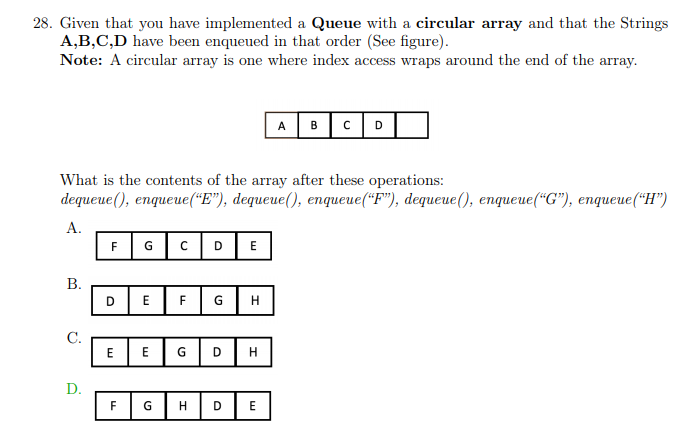 28. Given that you have implemented a Queue with a circular array and that the Strings
A,B,C,D have been enqueued in that order (See figure).
Note: A circular array is one where index access wraps around the end of the array.
A B C D
What is the contents of the array after these operations:
dequeue(), enqueue(“E”), dequeue(), enqueue(“F”), dequeue(), enqueue(“G”), enqueue(“H”)
A.
F G C D E
B.
D E F G H
C.
E E G D H
D.
F G H D E